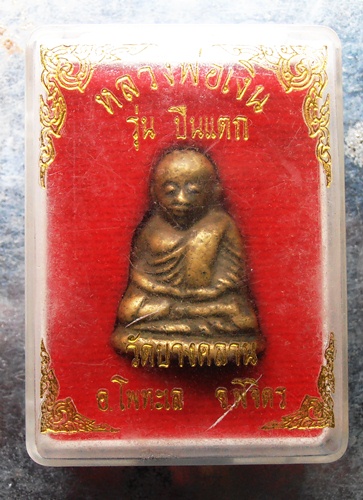 หลวงพ่อเงิน
รุ่น ปืนแตก
วัดบางคลาน
อ.โพทะเล จ.พิจิตร